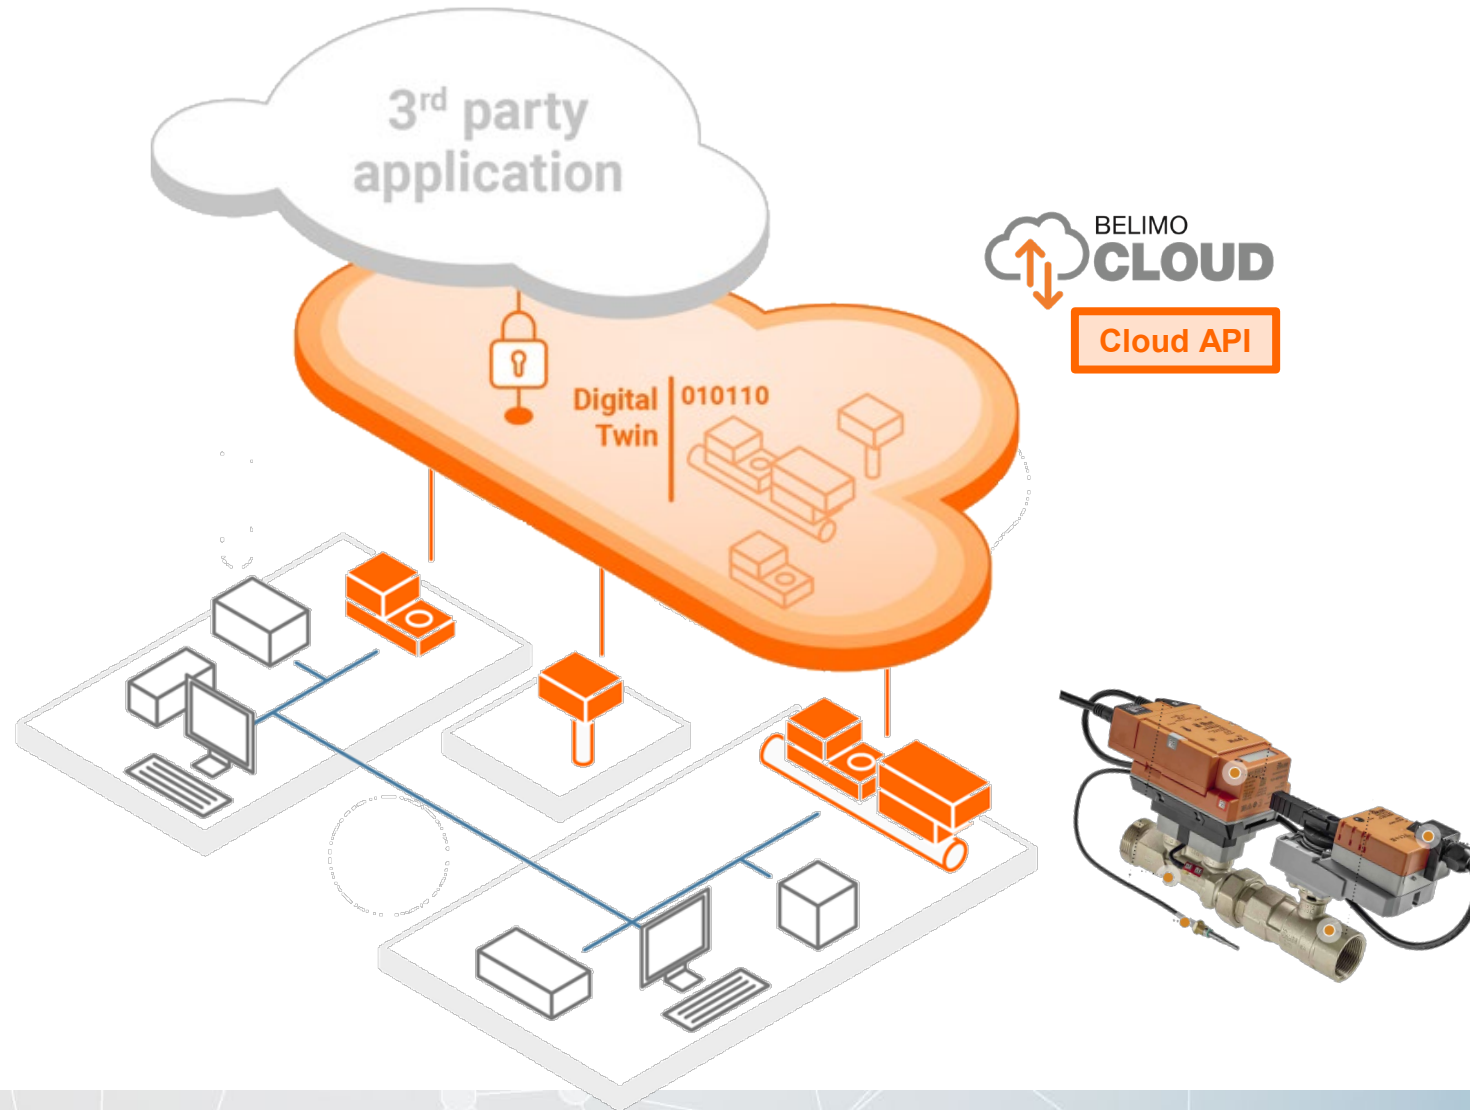 3rd party
application
BELIMO
CLOUD
Cloud API
Digital
Twin
010110